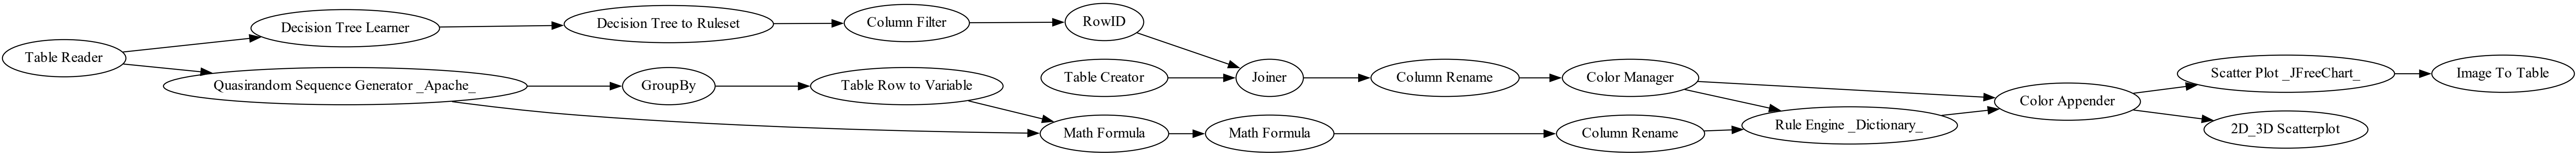 Table Reader
Decision Tree Learner
Decision Tree to Ruleset
Column Filter
RowID
Quasirandom Sequence Generator _Apache_
GroupBy
Table Row to Variable
Table Creator
Joiner
Column Rename
Color Manager
Math Formula
Math Formula
Column Rename
Rule Engine _Dictionary_
Color Appender
Scatter Plot _JFreeChart_
Image To Table
2D_3D Scatterplot